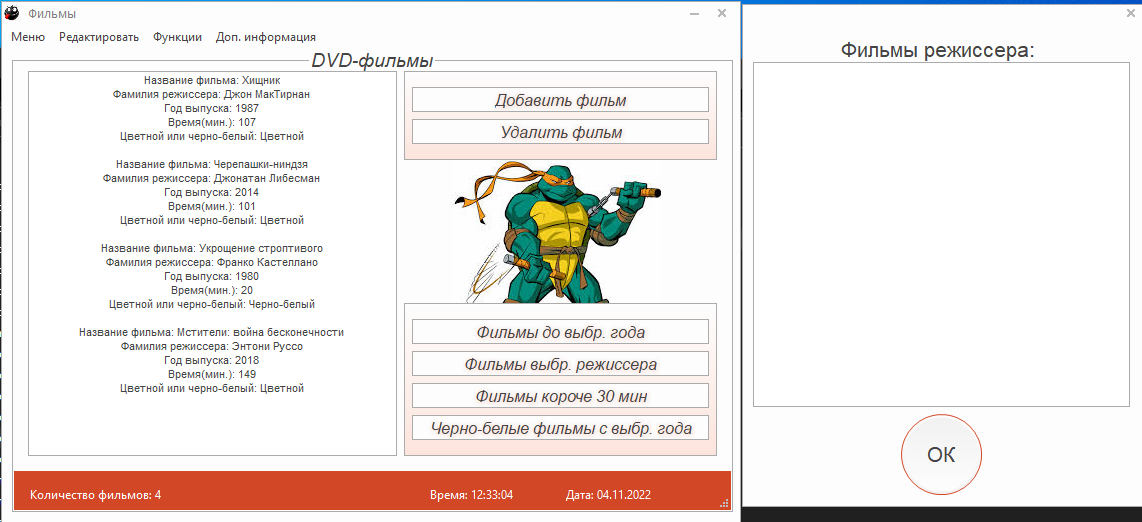 Фильмы
Меню Редактировать Функции Доп. информация
DVD-фильмы
Название фильма: Хищник
Фамилия режиссера: Джон МакТирнан
Год выпуска: 1987
Время(мин.): 107
Цветной или черно-белый: Цветной
Название фильма: Черепашки-ниндзя
Фамилия режиссера: Джонатан Либесман
Год выпуска: 2014
Время(мин.): 101
Цветной или черно-белый: Цветной
Название фильма: Укрощение строптивого
Фамилия режиссера: Франко Кастеллано
Год выпуска: 1980
Время(мин.): 20
Цветной или черно-белый: Черно-белый
Название фильма: Мстители: война бесконечности
Фамилия режиссера: Энтони Руссо
Год выпуска: 2018
Время(мин.): 149
Цветной или черно-белый: Цветной
Добавить фильм
Удалить фильм
Фильмы до выбр. года
Фильмы выбр. режиссера
Фильмы короче 30 мин
Черно-белые фильмы с выбр. года
Количество фильмов: 4 Время: 12:33:04 Дата: 04.11.2022
Фильмы режиссера:
ОК